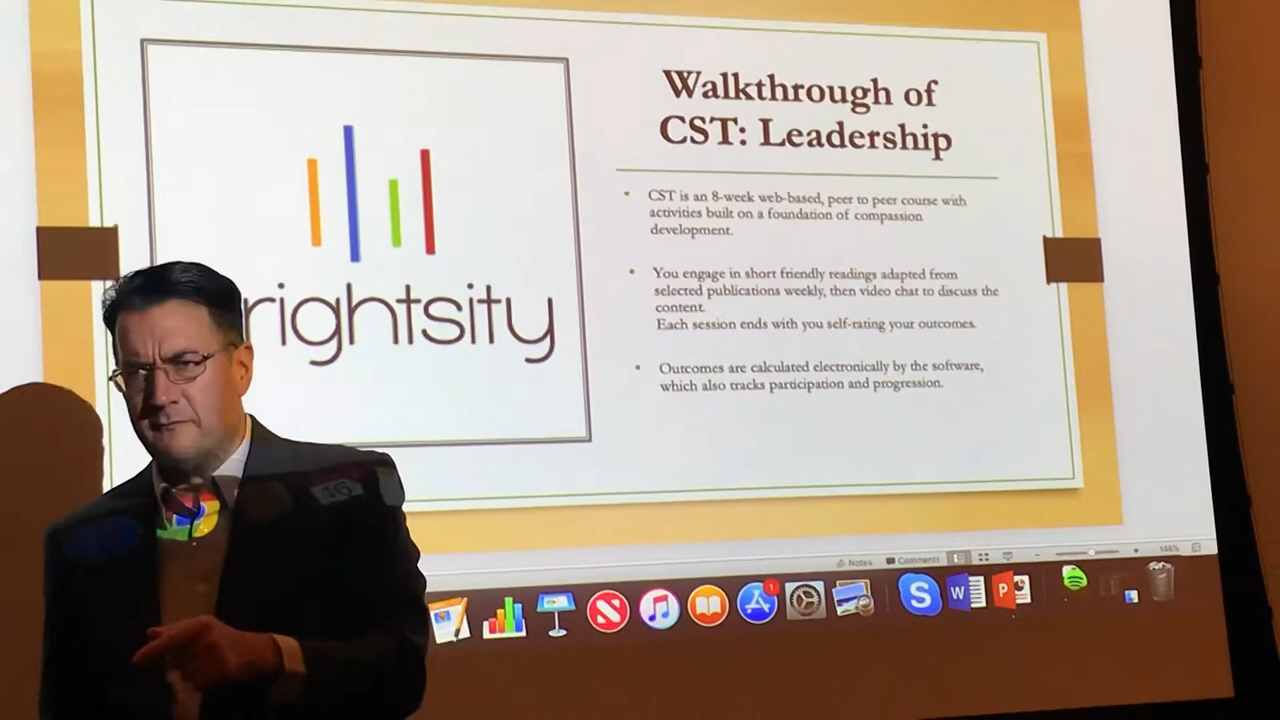 rightsity
Walkthrough of
CST: Leadership
• CST is an 8-week web-based, peer to peer course with
activities built on a foundation of compassion
development.
• You engage in short friendly readings adapted from
selected publications weekly, then video chat to discuss the
content.
Each session ends with you self-rating your outcomes.
• Outcomes are calculated electronically by the software,
which also tracks participation and progression.
Notes
Comments
146%
16
1
S
W
P